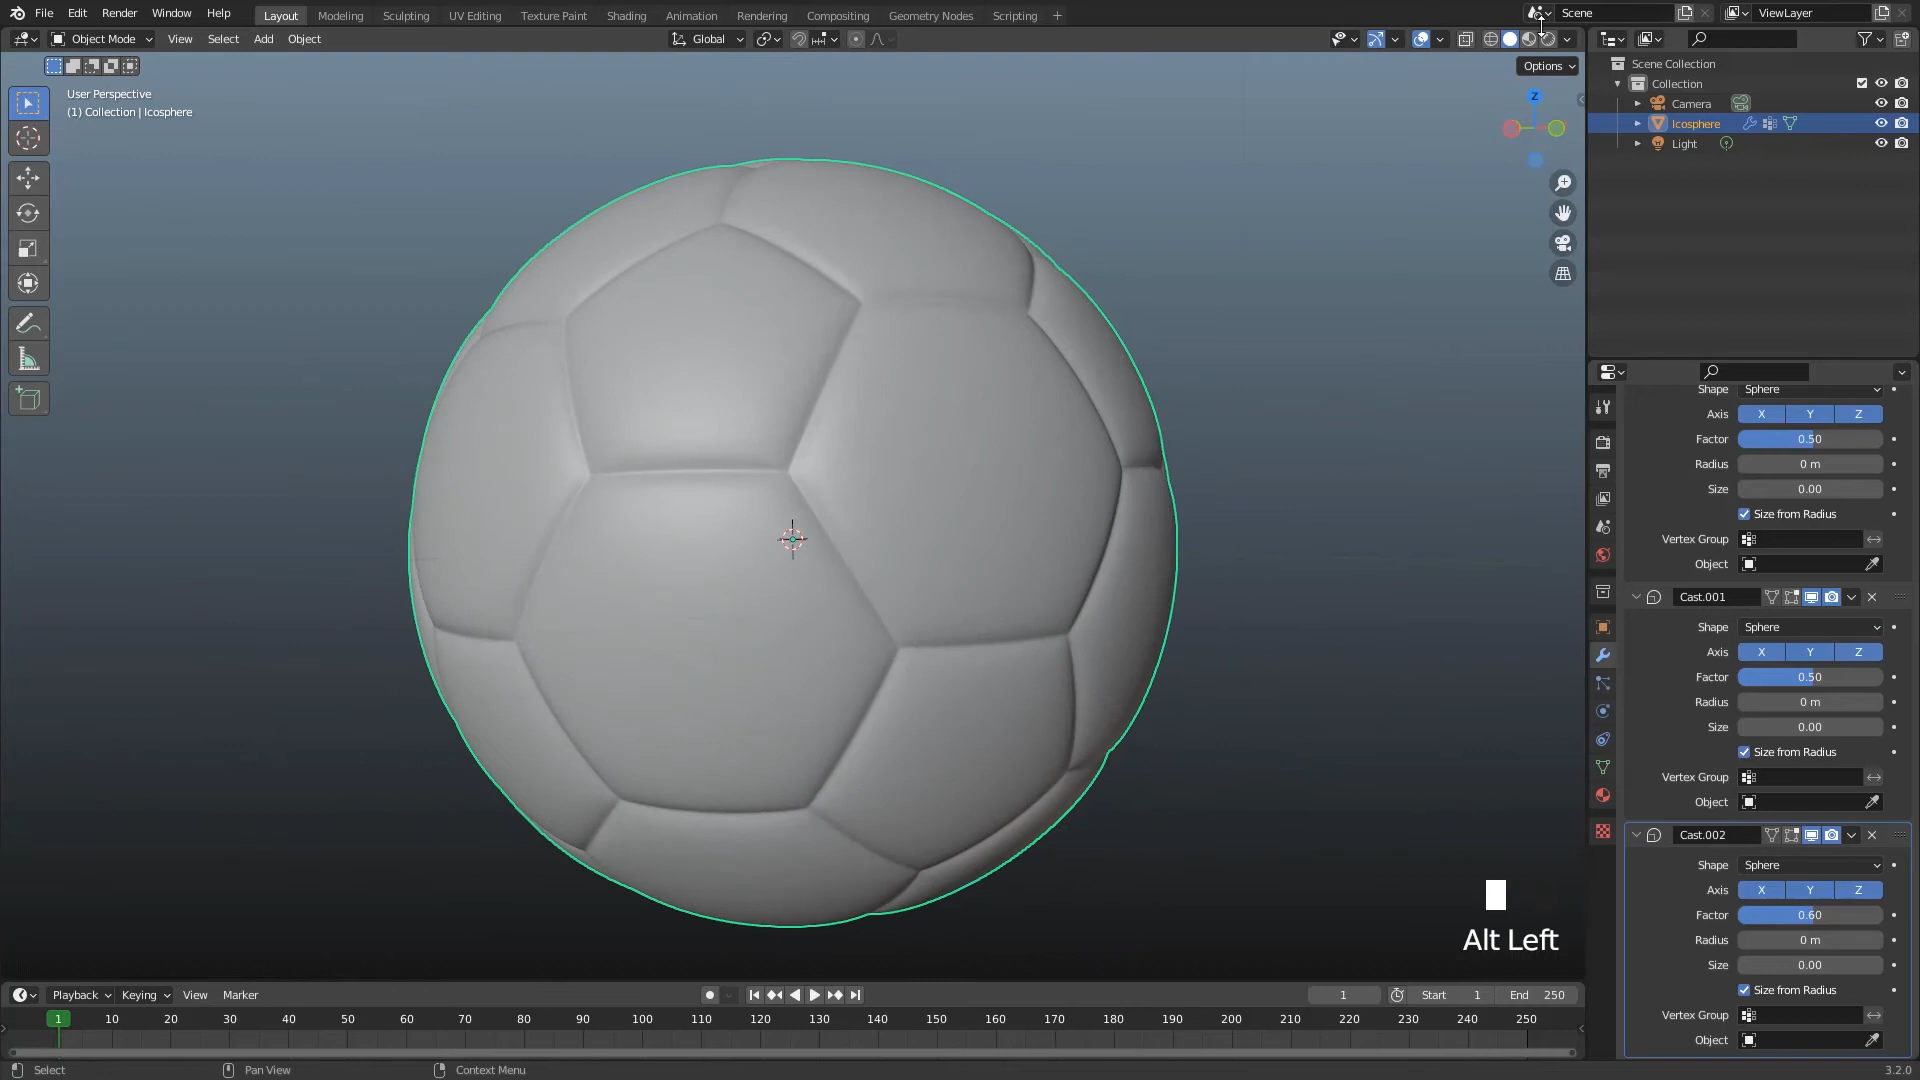 File Edit Render Window Help Layout Modeling Sculpting UV Editing Texture Paint Shading Animation Rendering Compositing Geometry Nodes Scripting + Scene ViewLayer
Object Mode View Select Add Object Global
Options
User Perspective
(1) Collection | Icosphere
Z
Scene Collection
Collection
Camera
Icosphere
Light
Shape Sphere
Axis X Y Z
Factor 0.50
Radius 0 m
Size 0.00
Size from Radius
Vertex Group
Object
Cast.001
Shape Sphere
Axis X Y Z
Factor 0.50
Radius 0 m
Size 0.00
Size from Radius
Vertex Group
Object
Cast.002
Shape Sphere
Axis X Y Z
Factor 0.60
Radius 0 m
Size 0.00
Size from Radius
Vertex Group
Object
Alt Left
Playback Keying View Marker 1 Start 1 End 250
1 10 20 30 40 50 60 70 80 90 100 110 120 130 140 150 160 170 180 190 200 210 220 230 240 250
Select Pan View Context Menu 3.2.0